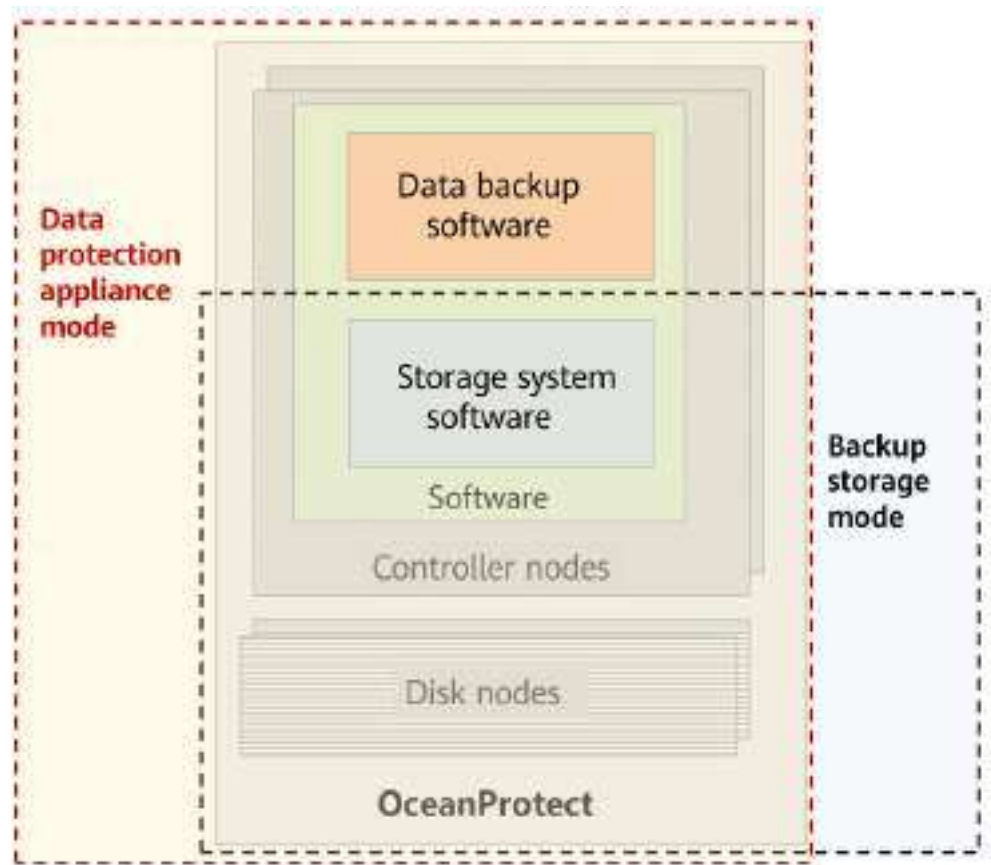 Data
protection
appliance
mode
Data backup
software
Storage system
software
Software
Controller nodes
Disk nodes
OceanProtect
Backup
storage
mode